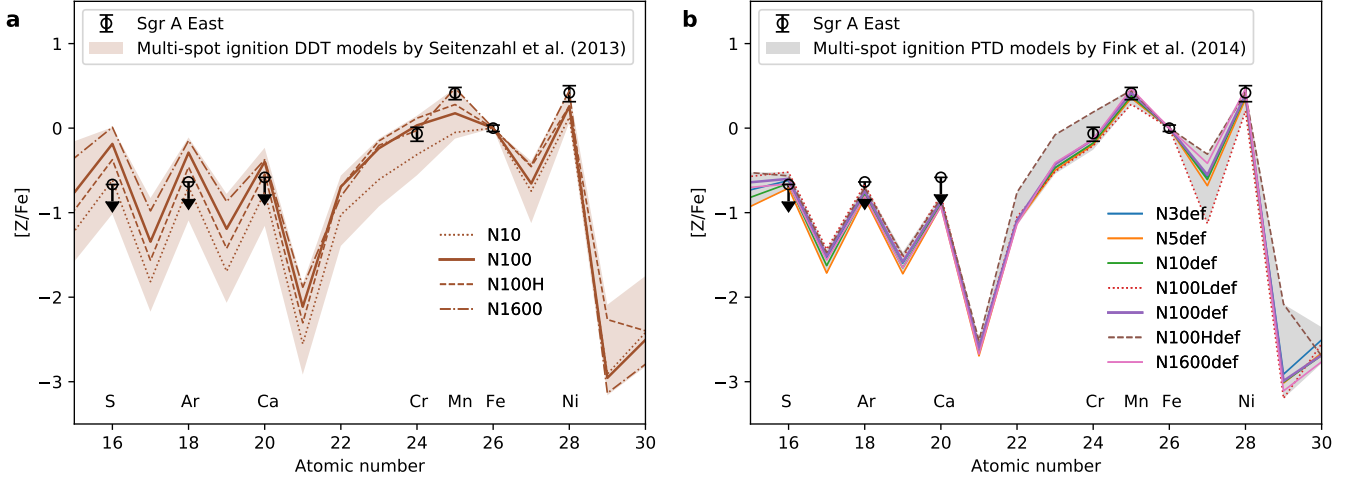 a
Sgr A East
Multi-spot ignition DDT models by Seitenzahl et al. (2013)
1
0
−1
−2
−3
[Z/Fe]
N10
N100
N100H
N1600
S Ar Ca Cr Mn Fe Ni
16 18 20 22 24 26 28 30
Atomic number
b
Sgr A East
Multi-spot ignition PTD models by Fink et al. (2014)
1
0
−1
−2
−3
[Z/Fe]
N3def
N5def
N10def
N100Ldef
N100def
N100Hdef
N1600def
S Ar Ca Cr Mn Fe Ni
16 18 20 22 24 26 28 30
Atomic number